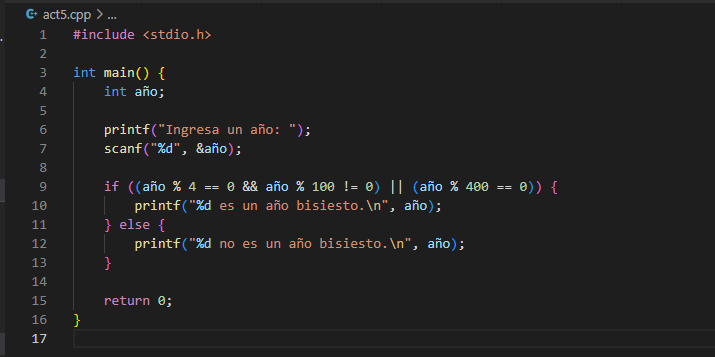 act5.cpp > ...
1 #include <stdio.h>
2
3 int main() {
4     int año;
5
6     printf("Ingresa un año: ");
7     scanf("%d", &año);
8
9     if ((año % 4 == 0 && año % 100 != 0) || (año % 400 == 0)) {
10         printf("%d es un año bisiesto.\n", año);
11     } else {
12         printf("%d no es un año bisiesto.\n", año);
13     }
14
15     return 0;
16 }
17